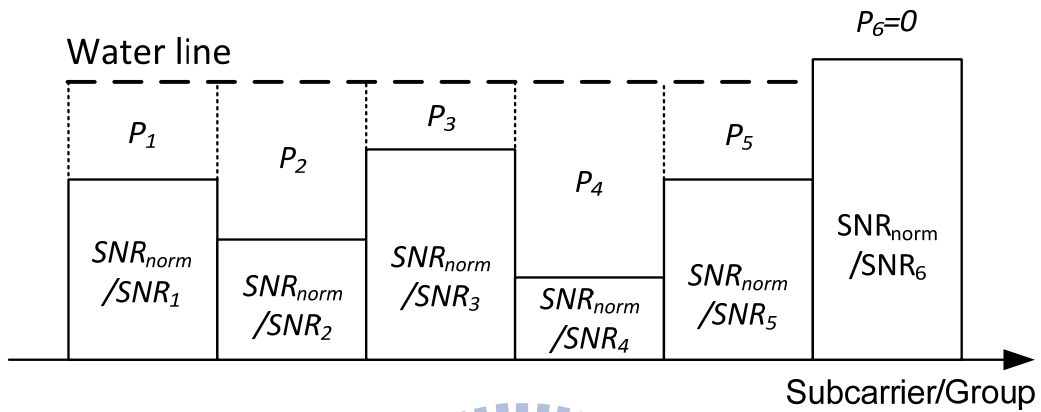 P₆=0
Water line
P₁
P₂
P₃
P₄
P₅
SNRₙₒᵣₘ
/SNR₁
SNRₙₒᵣₘ
/SNR₂
SNRₙₒᵣₘ
/SNR₃
SNRₙₒᵣₘ
/SNR₄
SNRₙₒᵣₘ
/SNR₅
SNRₙₒᵣₘ
/SNR₆
Subcarrier/Group